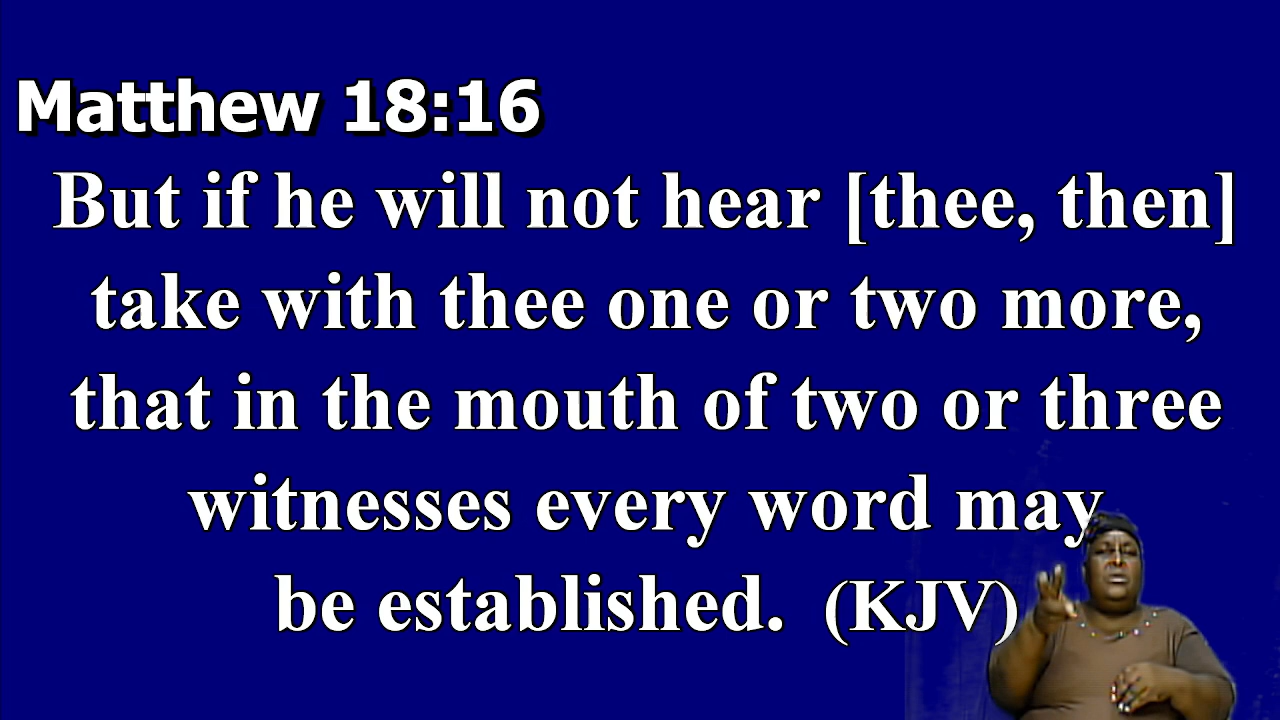 Matthew 18:16
But if he will not hear [thee, then]
take with thee one or two more,
that in the mouth of two or three
witnesses every word may
be established. (KJV)